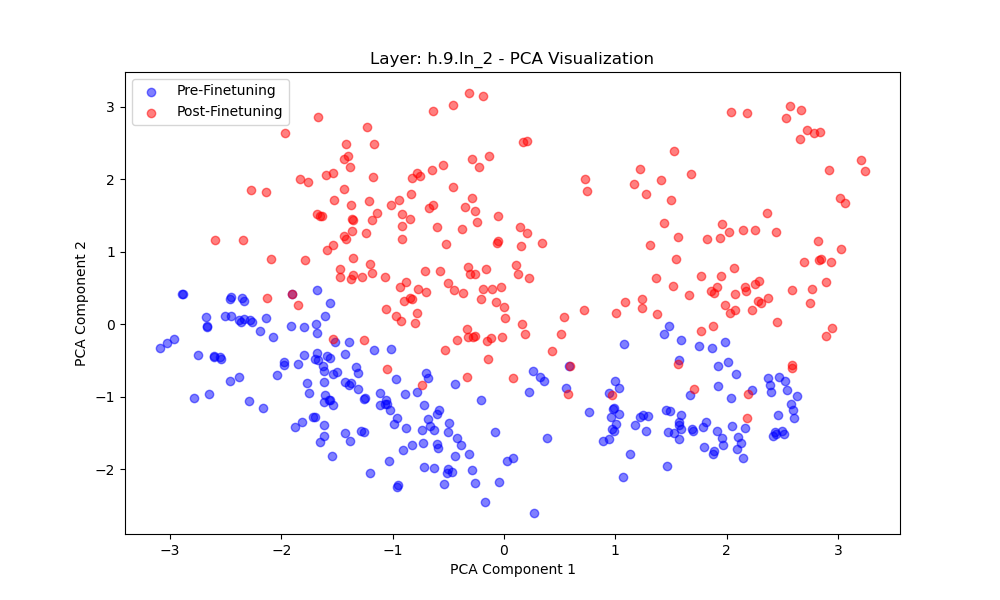 Layer: h.9.ln_2 - PCA Visualization
Pre-Finetuning
Post-Finetuning
3
2
1
0
−1
−2
PCA Component 2
−3
−2
−1
0
1
2
3
PCA Component 1